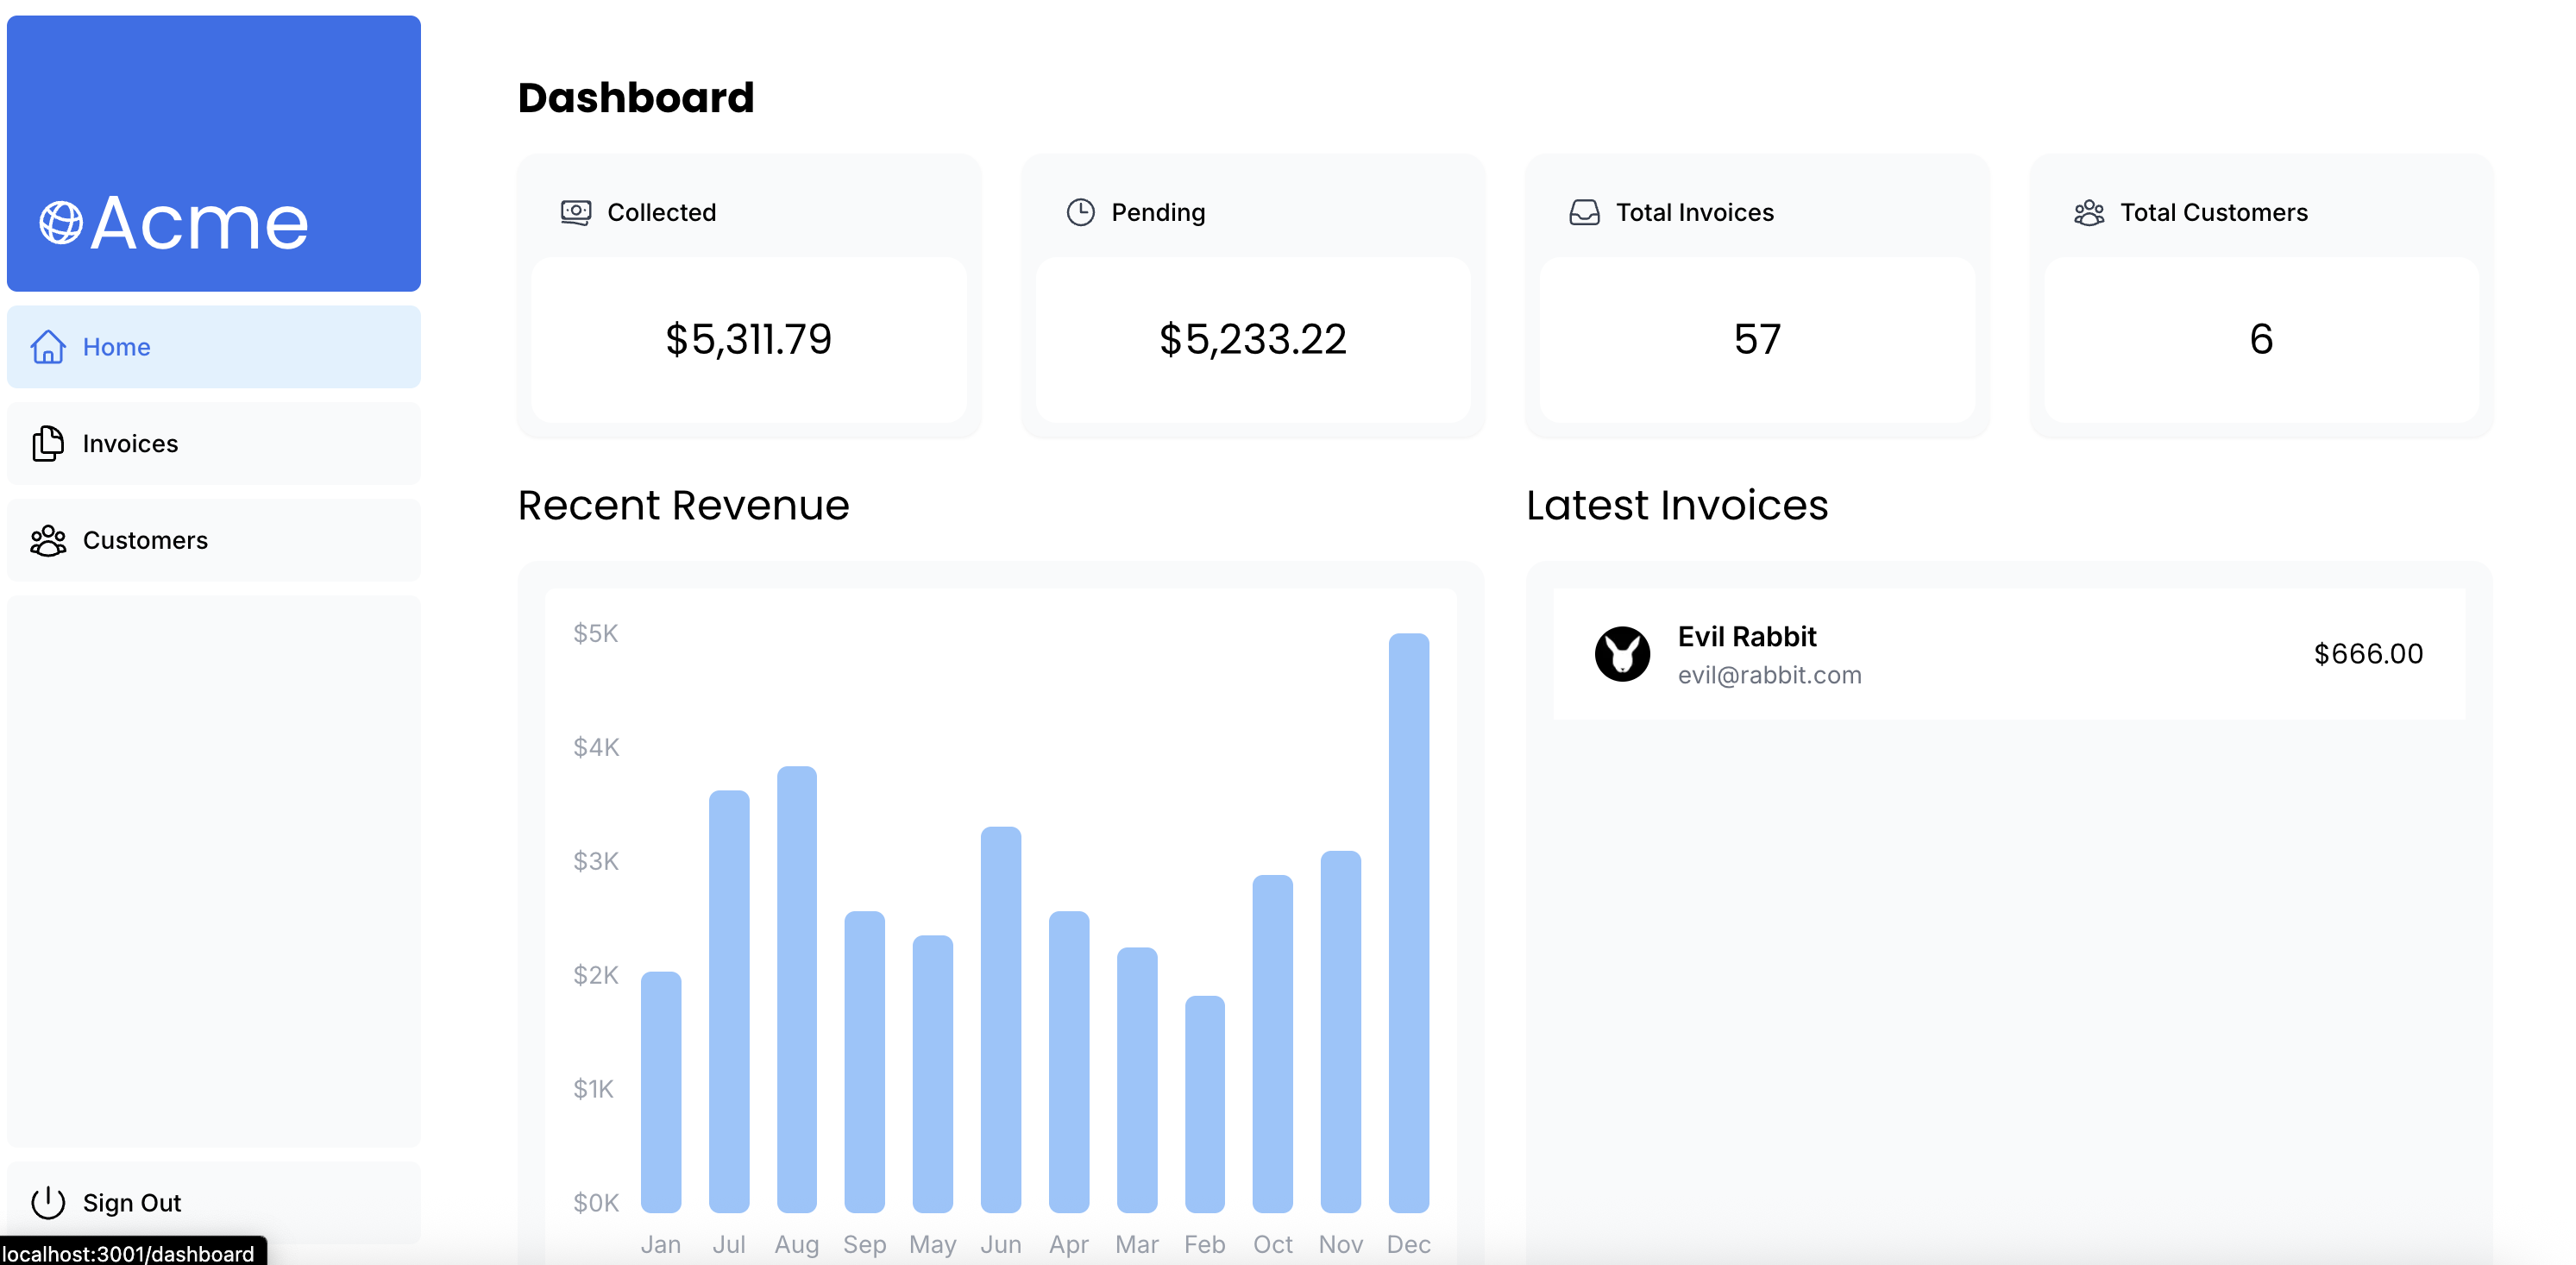 Acme
Home
Invoices
Customers
Sign Out
localhost:3001/dashboard
Dashboard
Collected
$5,311.79
Pending
$5,233.22
Total Invoices
57
Total Customers
6
Recent Revenue
$5K
$4K
$3K
$2K
$1K
$0K
Jan Jul Aug Sep May Jun Apr Mar Feb Oct Nov Dec
Latest Invoices
Evil Rabbit
evil@rabbit.com
$666.00